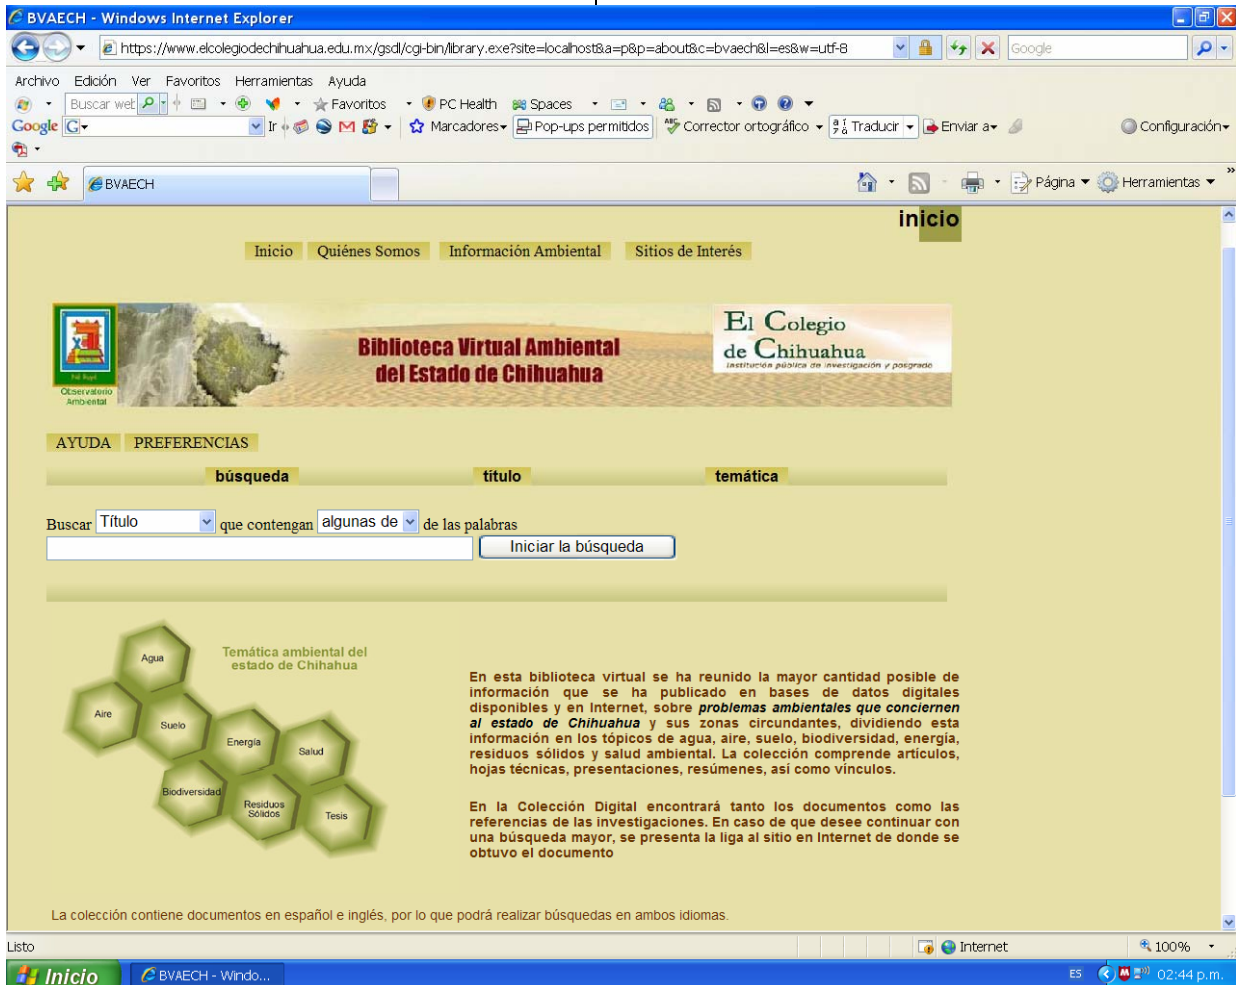 BVAECH - Windows Internet Explorer
https://www.elcolegiodechihuahua.edu.mx/gsdl/cgi-bin/library.exe?site=localhost&a=p&p=about&c=bvaech&l=es&w=utf-8
Google
Archivo Edición Ver Favoritos Herramientas Ayuda
Buscar wet Favoritos PC Health Spaces
Google G Ir Marcadores Pop-ups permitidos Corrector ortográfico Traducir Enviar a Configuración
BVAECH Página Herramientas
inicio
Inicio Quiénes Somos Información Ambiental Sitios de Interés
Observatorio
Ambiental
Biblioteca Virtual Ambiental
del Estado de Chihuahua
El Colegio
de Chihuahua
Institución pública de investigación y posgrado
AYUDA PREFERENCIAS
búsqueda título temática
Buscar Título que contengan algunas de de las palabras
Iniciar la búsqueda
Temática ambiental del
estado de Chihahua
Agua
Aire
Suelo
Energía
Salud
Biodiversidad
Residuos
Sólidos
Tesis
En esta biblioteca virtual se ha reunido la mayor cantidad posible de
información que se ha publicado en bases de datos digitales
disponibles y en Internet, sobre problemas ambientales que conciernen
al estado de Chihuahua y sus zonas circundantes, dividiendo esta
información en los tópicos de agua, aire, suelo, biodiversidad, energía,
residuos sólidos y salud ambiental. La colección comprende artículos,
hojas técnicas, presentaciones, resúmenes, así como vínculos.
En la Colección Digital encontrará tanto los documentos como las
referencias de las investigaciones. En caso de que desee continuar con
una búsqueda mayor, se presenta la liga al sitio en Internet de donde se
obtuvo el documento
La colección contiene documentos en español e inglés, por lo que podrá realizar búsquedas en ambos idiomas.
Listo Internet 100%
Inicio BVAECH - Windo... ES 02:44 p.m.